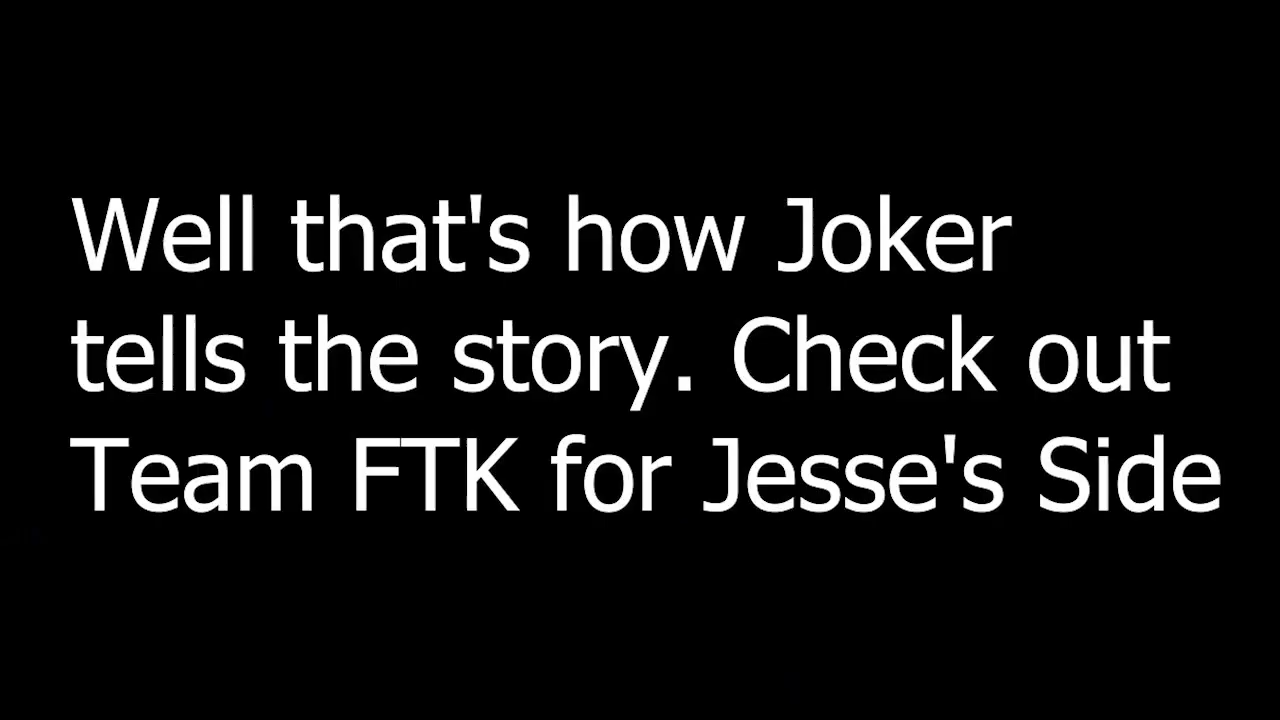 Well that's how Joker
tells the story. Check out
Team FTK for Jesse's Side